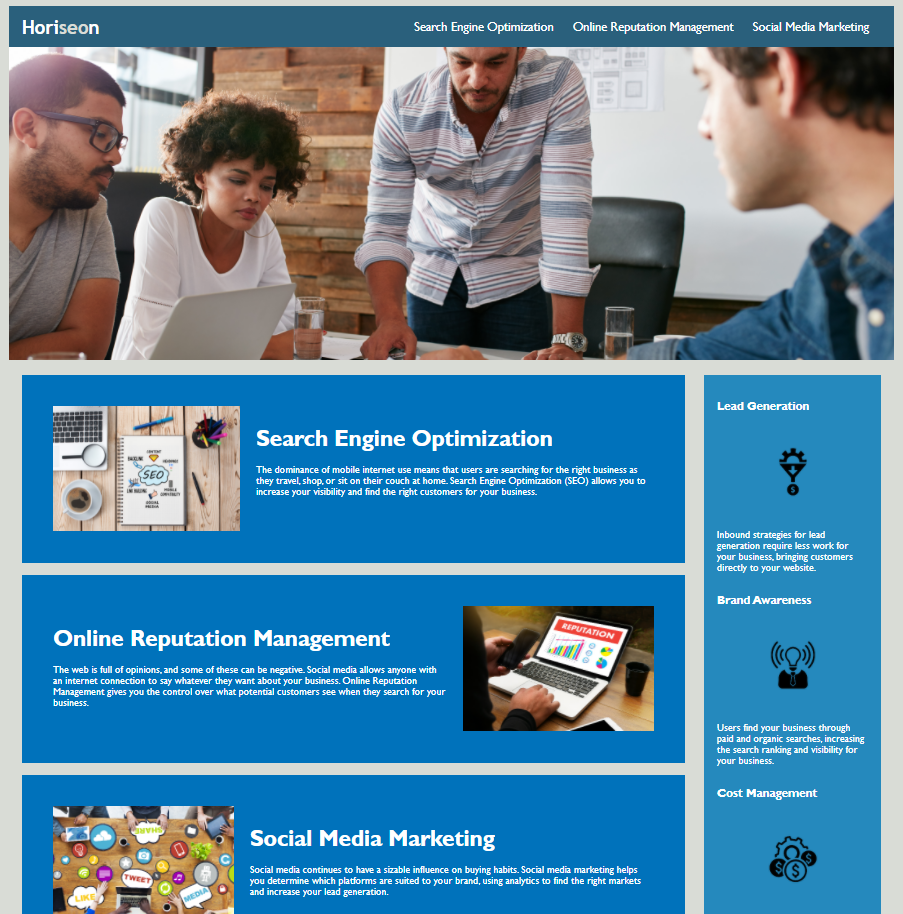 Horiseon
Search Engine Optimization
Online Reputation Management
Social Media Marketing
SEO
CONTENT
BACKLINK
LINK BUILDING
SOCIAL
MEDIA
Search Engine Optimization
The dominance of mobile internet use means that users are searching for the right business as
they travel, shop, or sit on their couch at home. Search Engine Optimization (SEO) allows you to
increase your visibility and find the right customers for your business.
Online Reputation Management
The web is full of opinions, and some of these can be negative. Social media allows anyone with
an internet connection to say whatever they want about your business. Online Reputation
Management gives you the control over what potential customers see when they search for your
business.
REPUTATION
SHARE
TWEET
LIKE
MEDIA
Social Media Marketing
Social media continues to have a sizable influence on buying habits. Social media marketing helps
you determine which platforms are suited to your brand, using analytics to find the right markets
and increase your lead generation.
Lead Generation
$
Inbound strategies for lead
generation require less work for
your business, bringing customers
directly to your website.
Brand Awareness
Users find your business through
paid and organic searches, increasing
the search ranking and visibility for
your business.
Cost Management
$ $ $